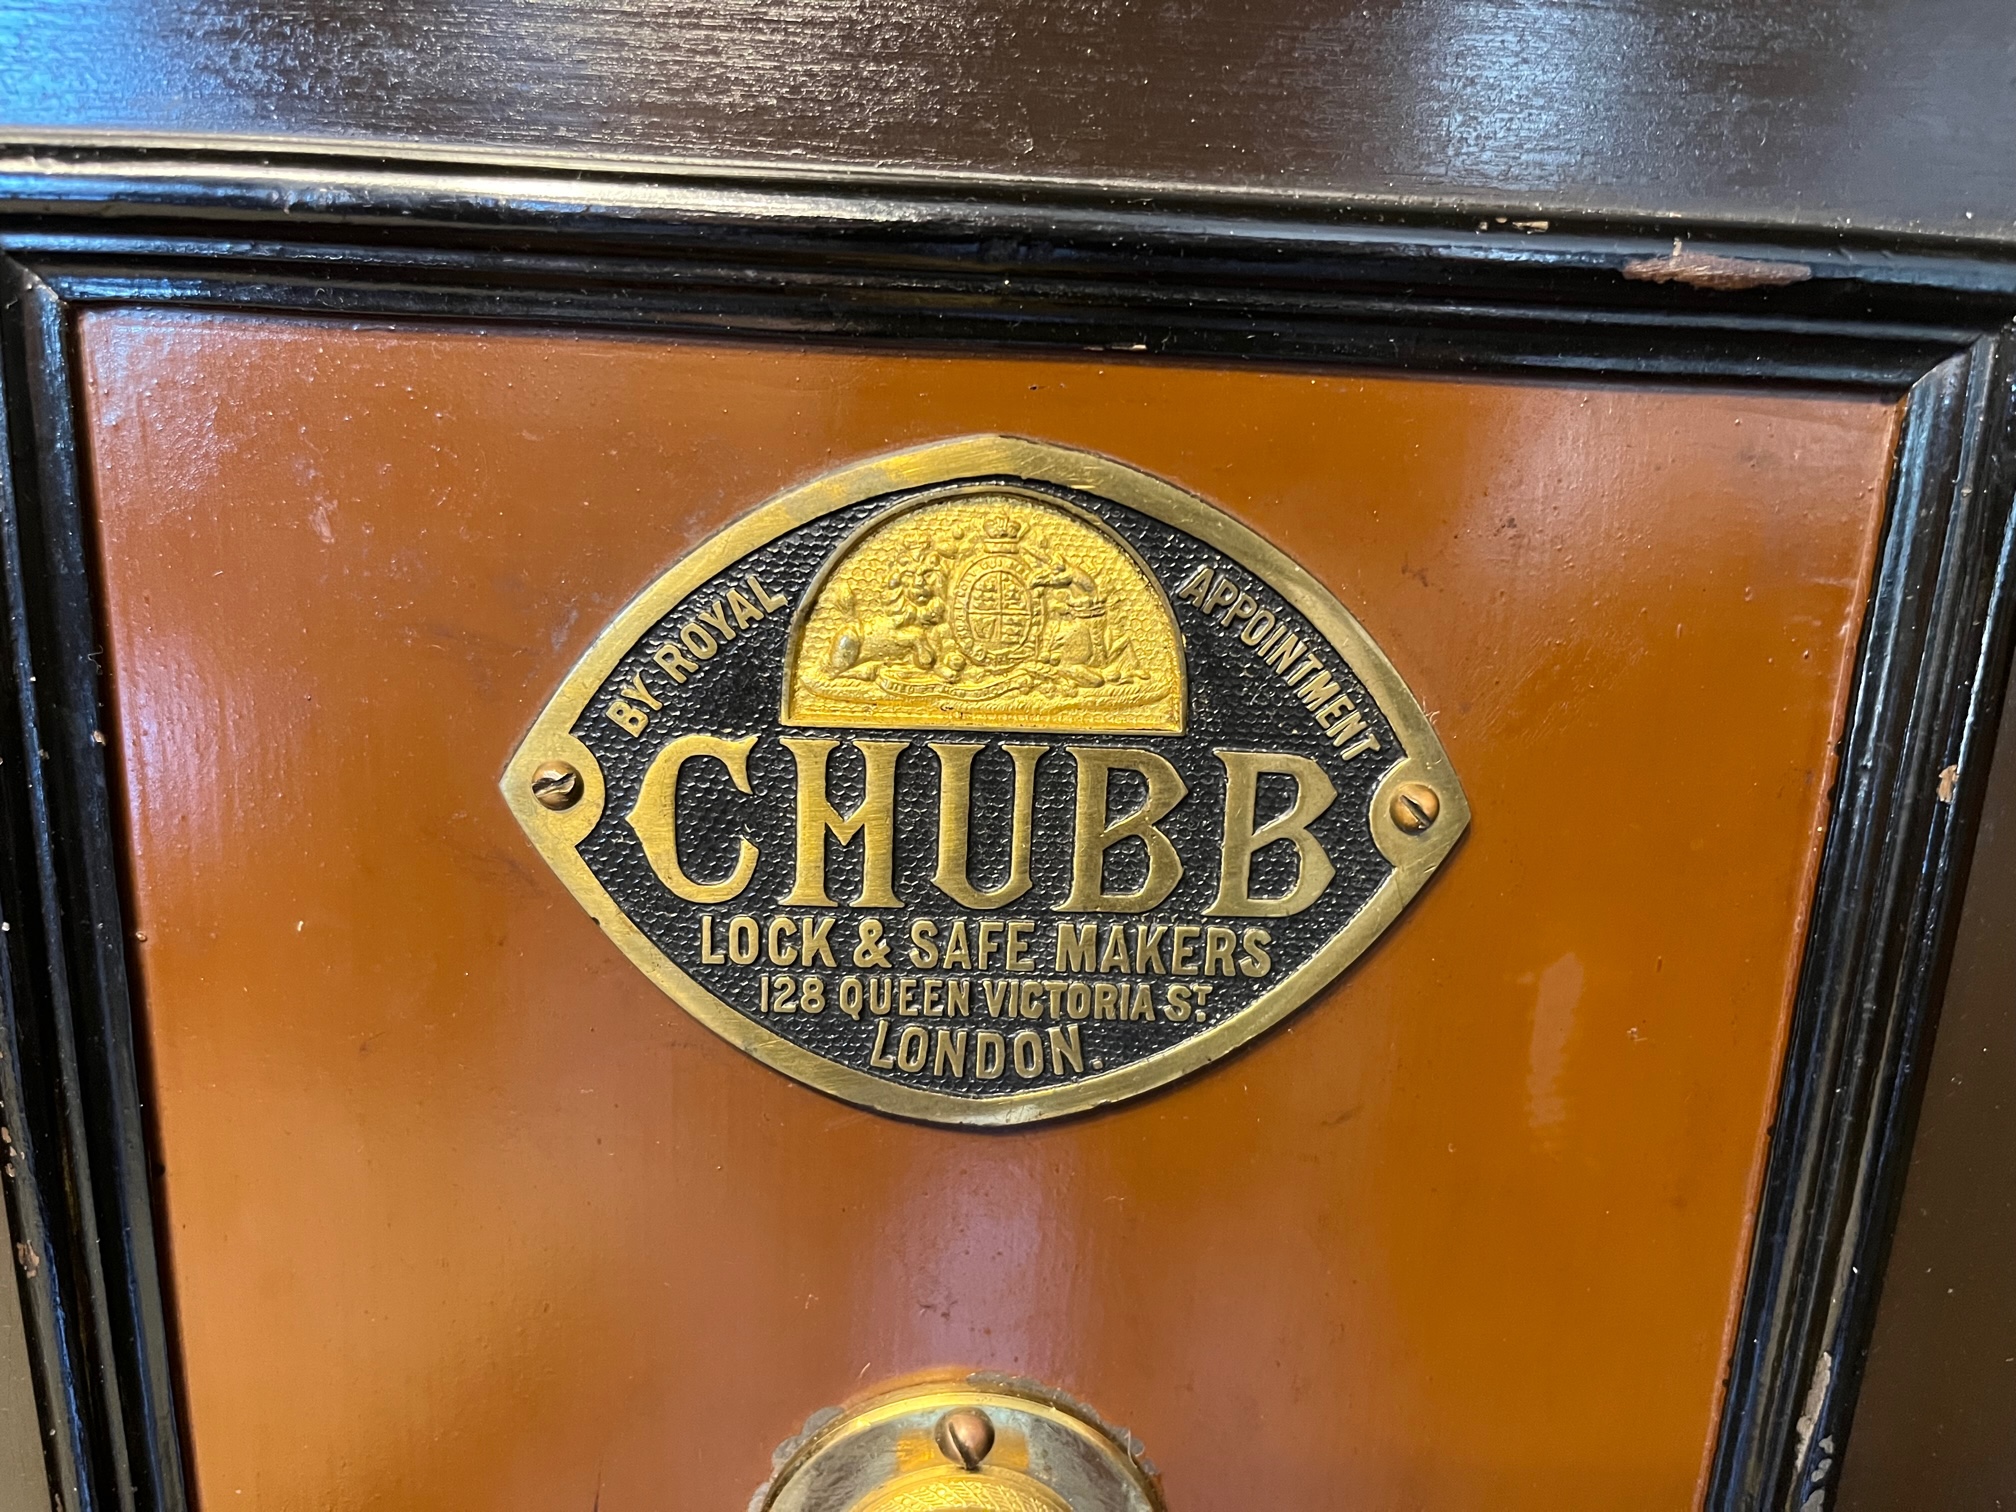 BY ROYAL APPOINTMENT
CHUBB
LOCK & SAFE MAKERS
128 QUEEN VICTORIA ST.
LONDON.